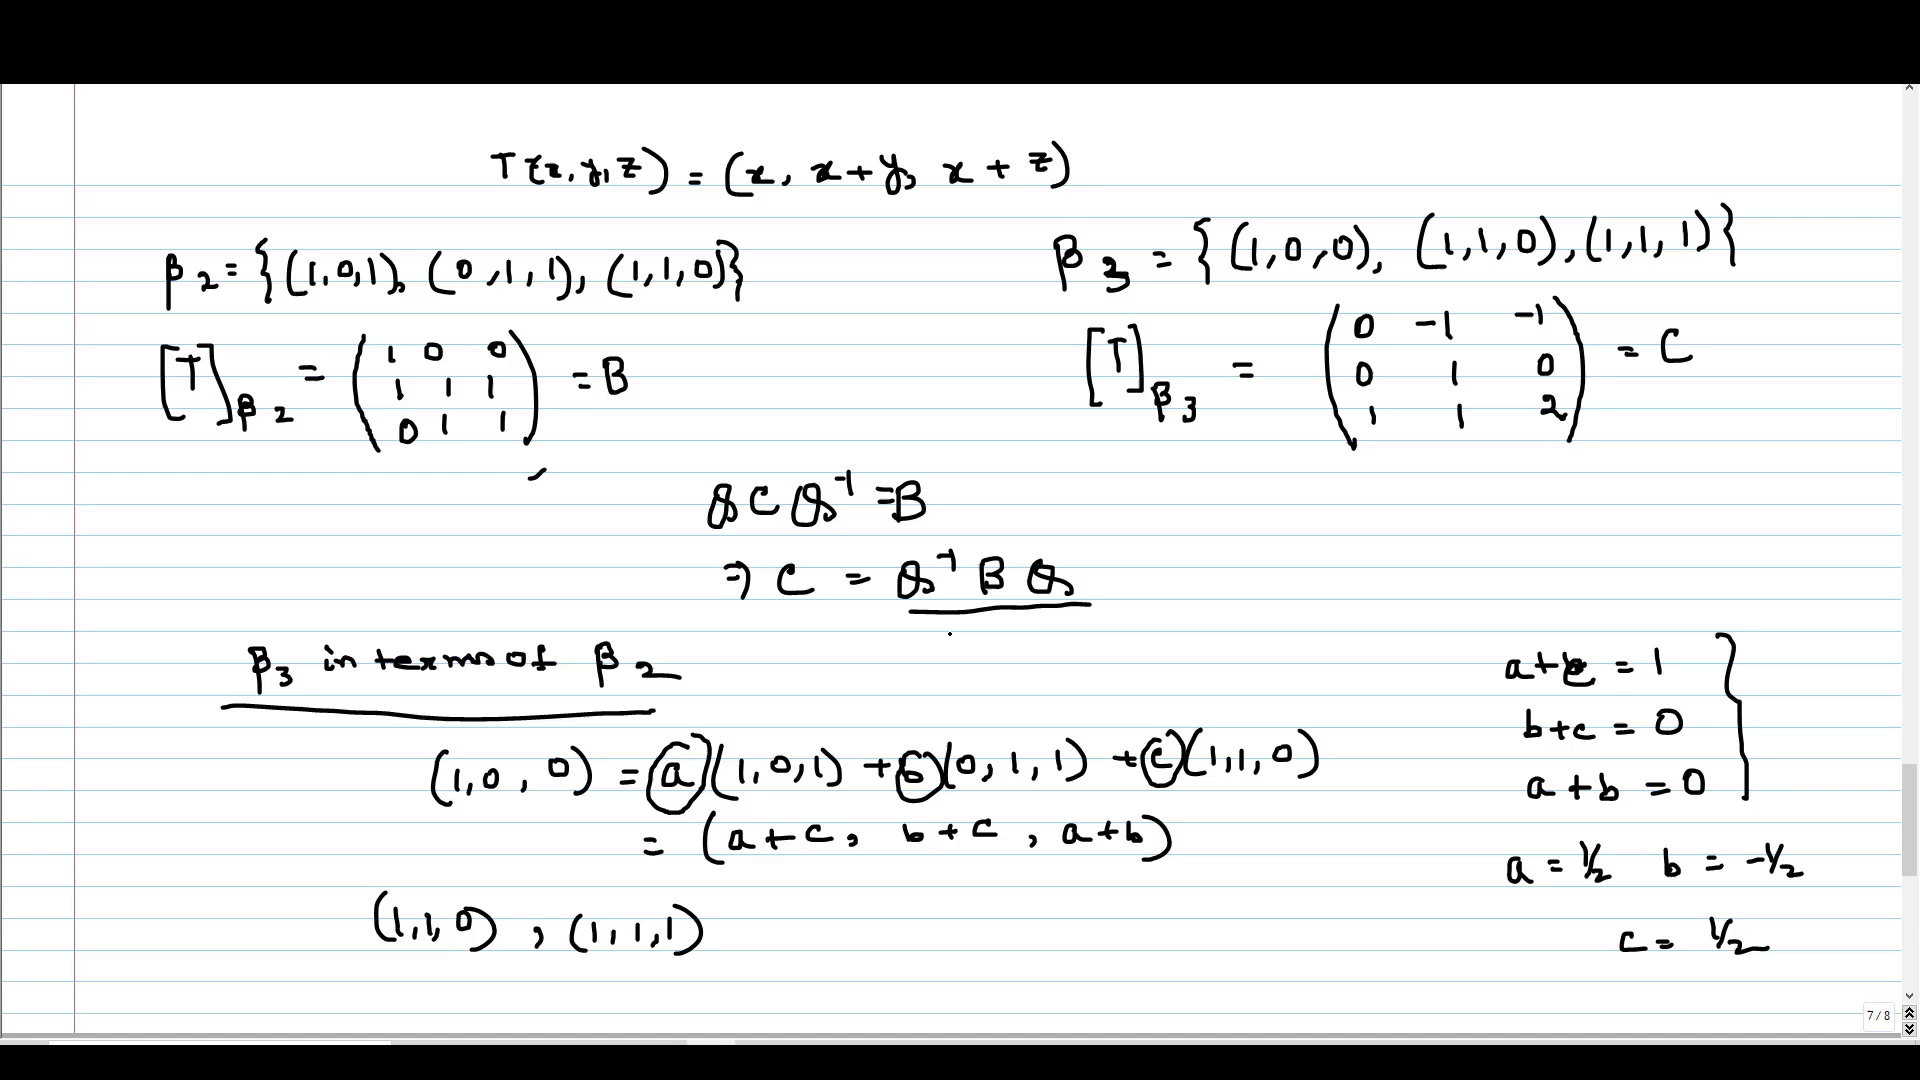 T(x, y, z) = (x, x+y, x+z)
β2 = {(1,0,1), (0,1,1), (1,1,0)}
β3 = {(1,0,0), (1,1,0), (1,1,1)}
[T]β2 = (1 0 0
1 1 1
0 1 1) = B
[T]β3 = (0 -1 -1
0 1 0
1 1 2) = C
Q C Q⁻¹ = B
⇒ C = Q⁻¹ B Q
β3 in terms of β2
(1,0,0) = a(1,0,1) + b(0,1,1) + c(1,1,0)
= (a+c, b+c, a+b)
(1,1,0), (1,1,1)
a+c = 1
b+c = 0
a+b = 0
a = 1/2 b = -1/2
c = 1/2
7 / 8